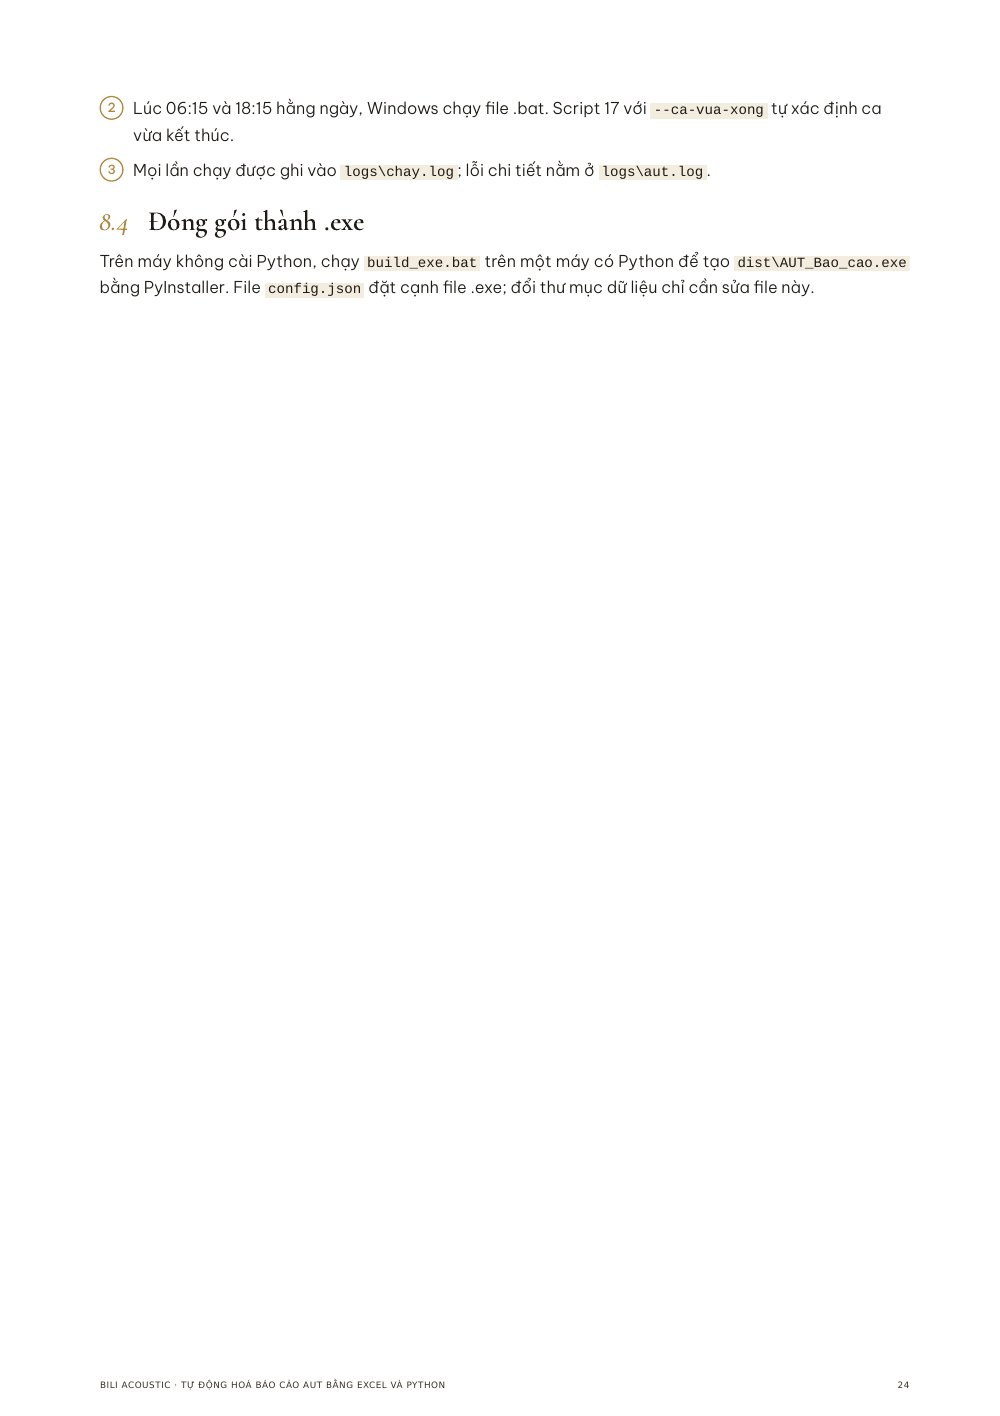 2 Lúc 06:15 và 18:15 hằng ngày, Windows chạy file .bat. Script 17 với --ca-vua-xong tự xác định ca
vừa kết thúc.
3 Mọi lần chạy được ghi vào logs\chay.log; lỗi chi tiết nằm ở logs\aut.log.
8.4 Đóng gói thành .exe
Trên máy không cài Python, chạy build_exe.bat trên một máy có Python để tạo dist\AUT_Bao_cao.exe
bằng PyInstaller. File config.json đặt cạnh file .exe; đổi thư mục dữ liệu chỉ cần sửa file này.
BILI ACOUSTIC · TỰ ĐỘNG HOÁ BÁO CÁO AUT BẰNG EXCEL VÀ PYTHON 24